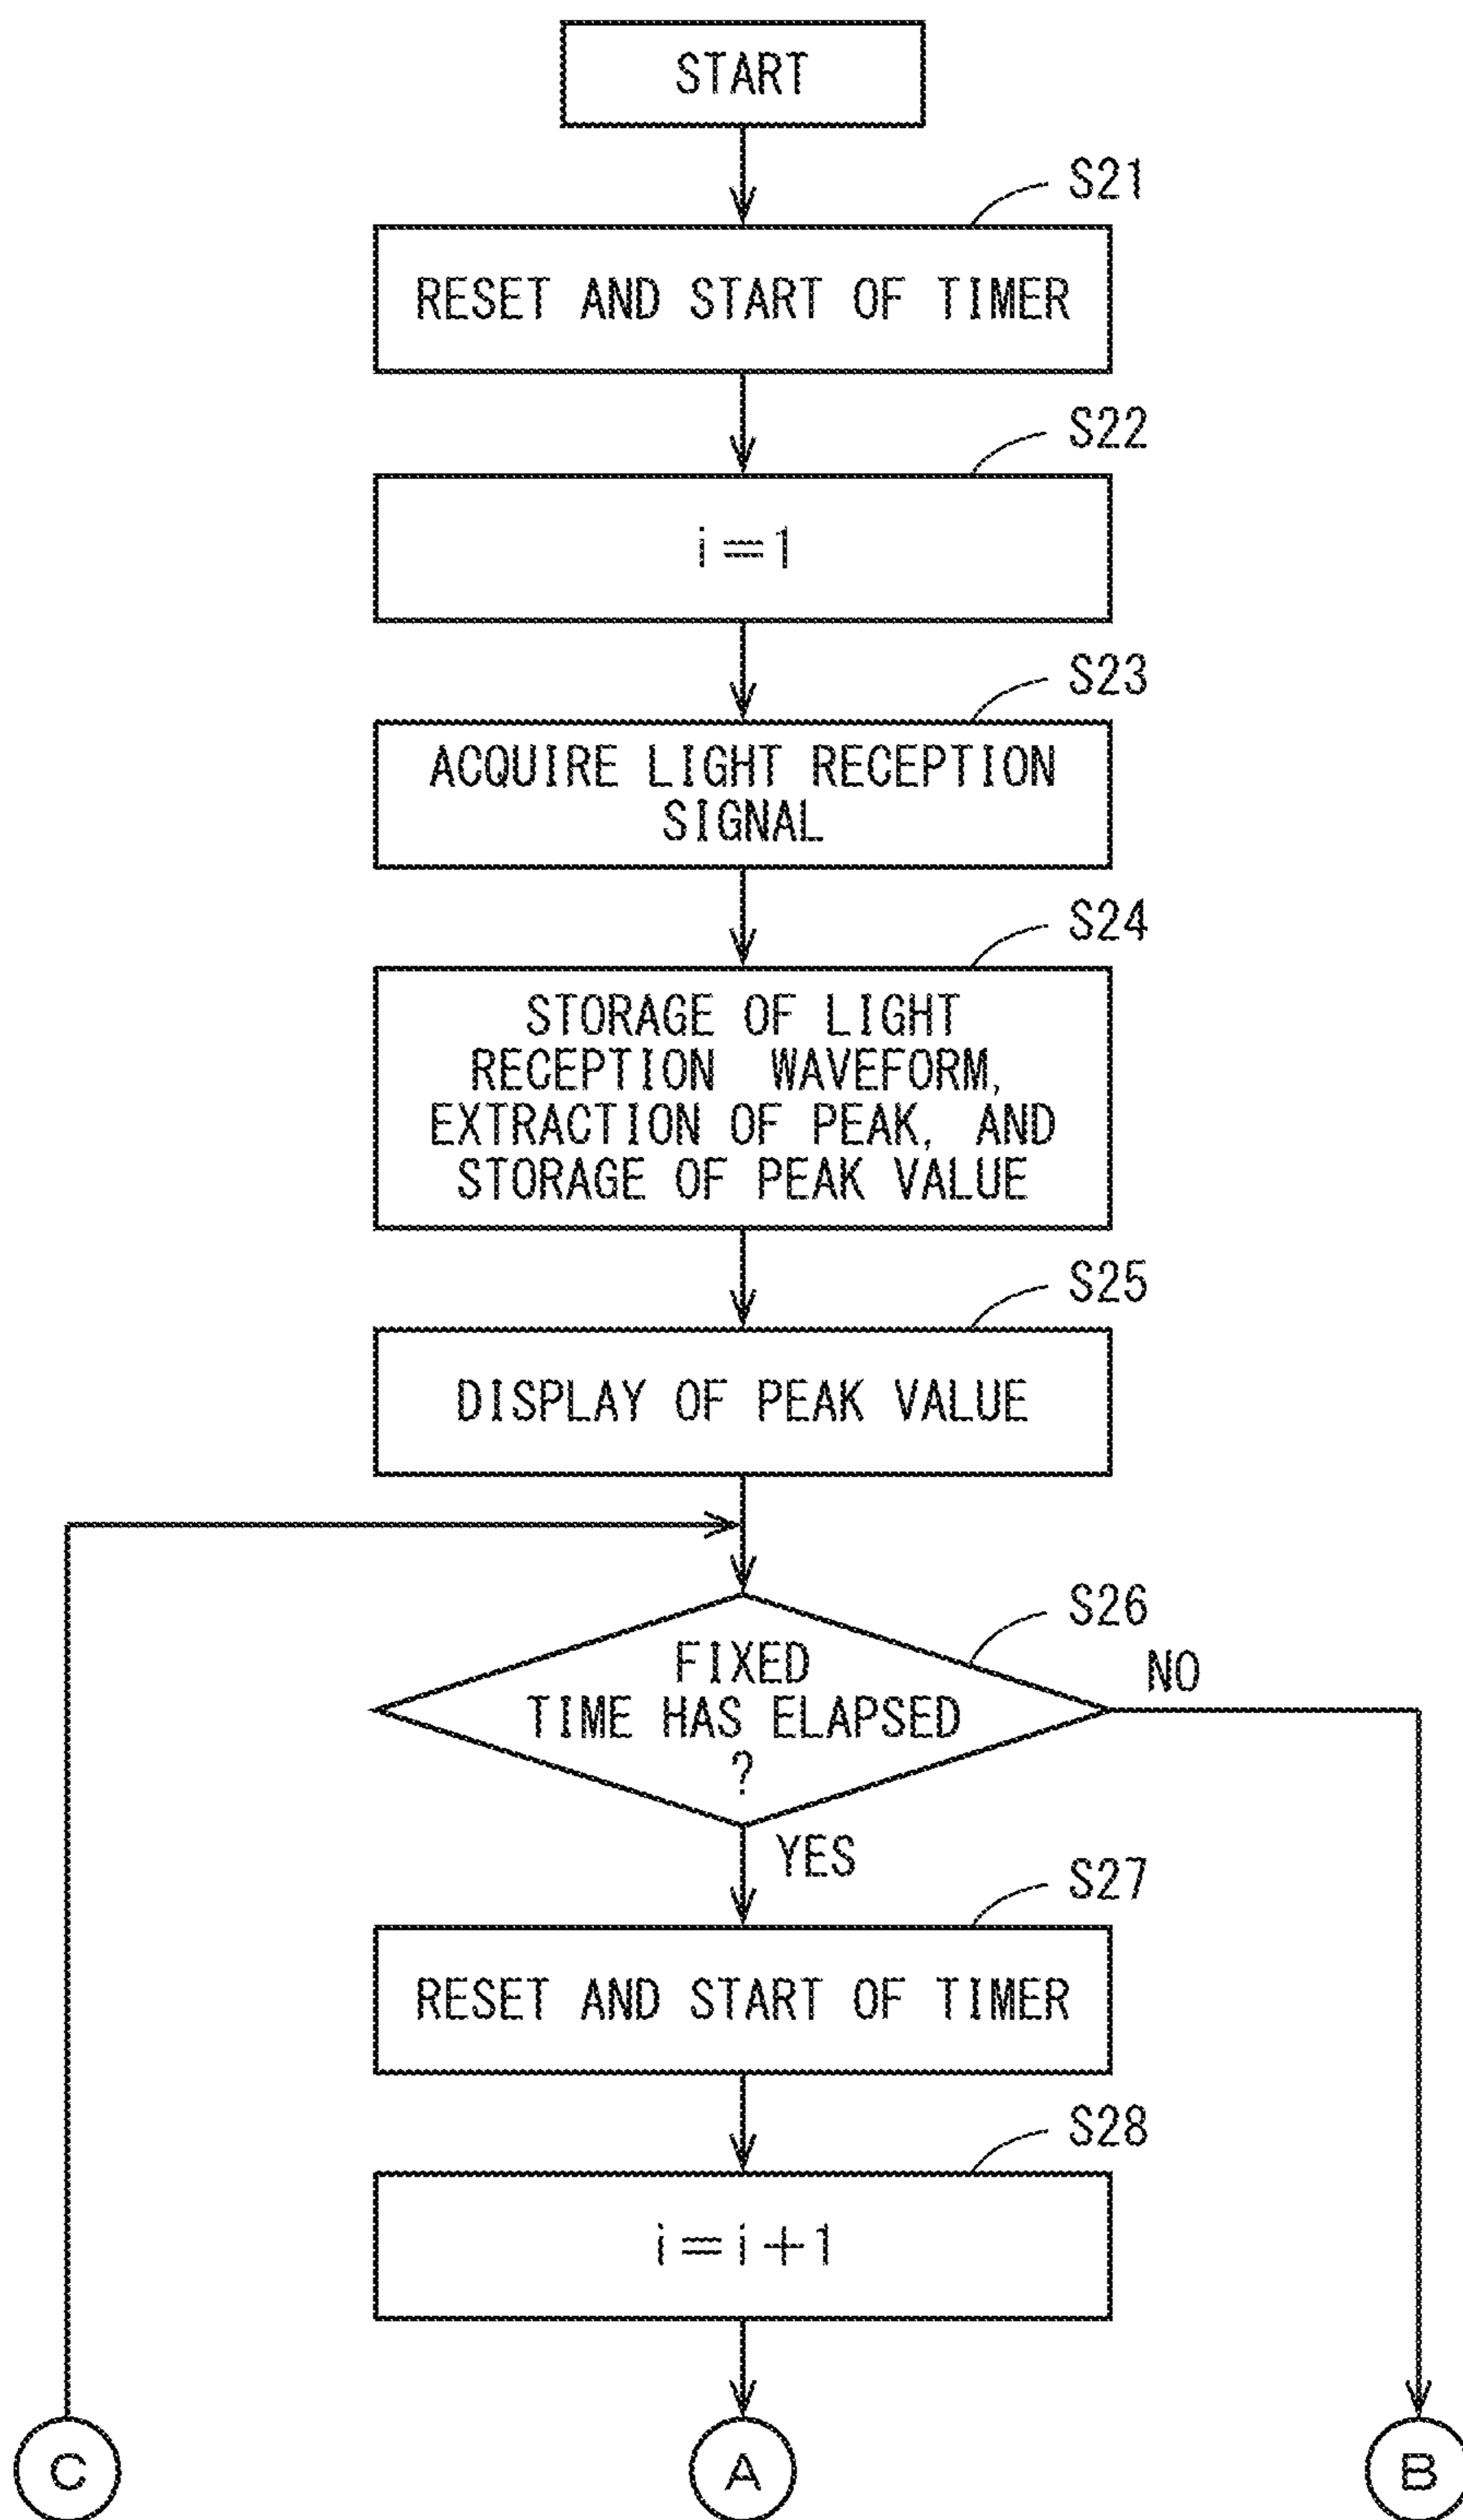 START
S21
RESET AND START OF TIMER
S22
i=1
S23
ACQUIRE LIGHT RECEPTION
SIGNAL
S24
STORAGE OF LIGHT
RECEPTION WAVEFORM,
EXTRACTION OF PEAK, AND
STORAGE OF PEAK VALUE
S25
DISPLAY OF PEAK VALUE
S26
FIXED
TIME HAS ELAPSED
?
NO
YES
S27
RESET AND START OF TIMER
S28
i=i+1
C
A
B